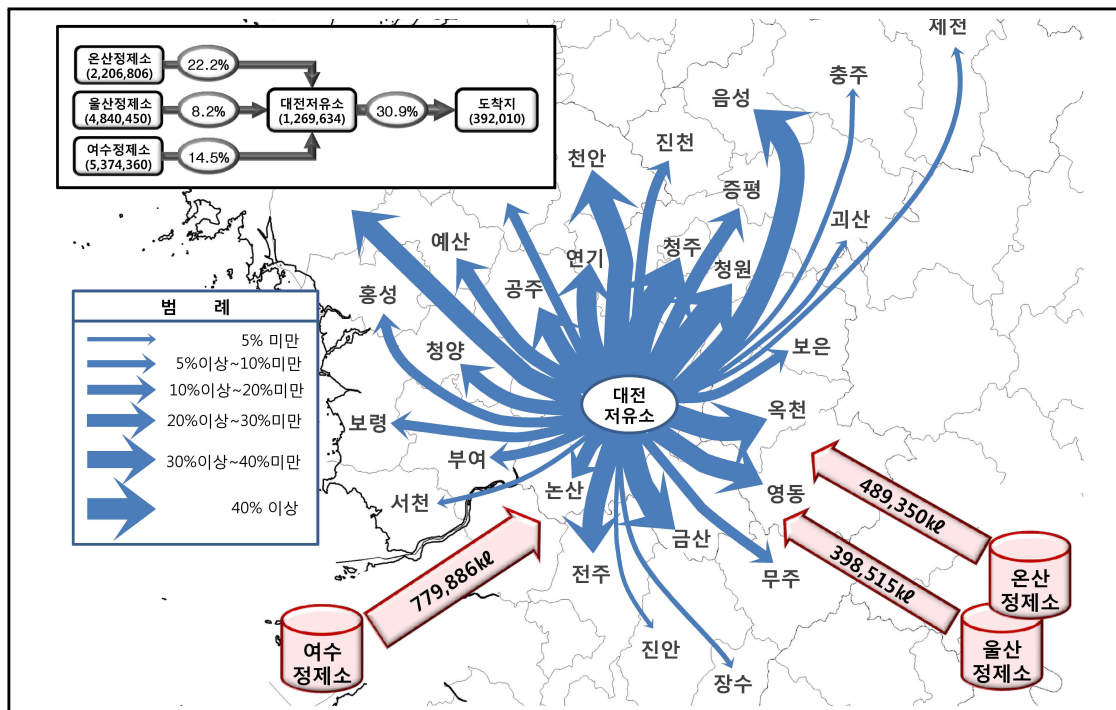 온산정제소
(2,206,806)
22.2%
울산정제소
(4,840,450)
8.2%
대전저유소
(1,269,634)
30.9%
도착지
(392,010)
여수정제소
(5,374,360)
14.5%
제천
충주
음성
진천
천안
증평
괴산
예산
연기
청주
청원
공주
홍성
범 례
5% 미만
5%이상~10%미만
10%이상~20%미만
20%이상~30%미만
30%이상~40%미만
40% 이상
청양
보은
대전
저유소
옥천
보령
부여
영동
논산
서천
금산
전주
무주
489,350㎘
398,515㎘
779,886㎘
온산
정제소
여수
정제소
울산
정제소
진안
장수